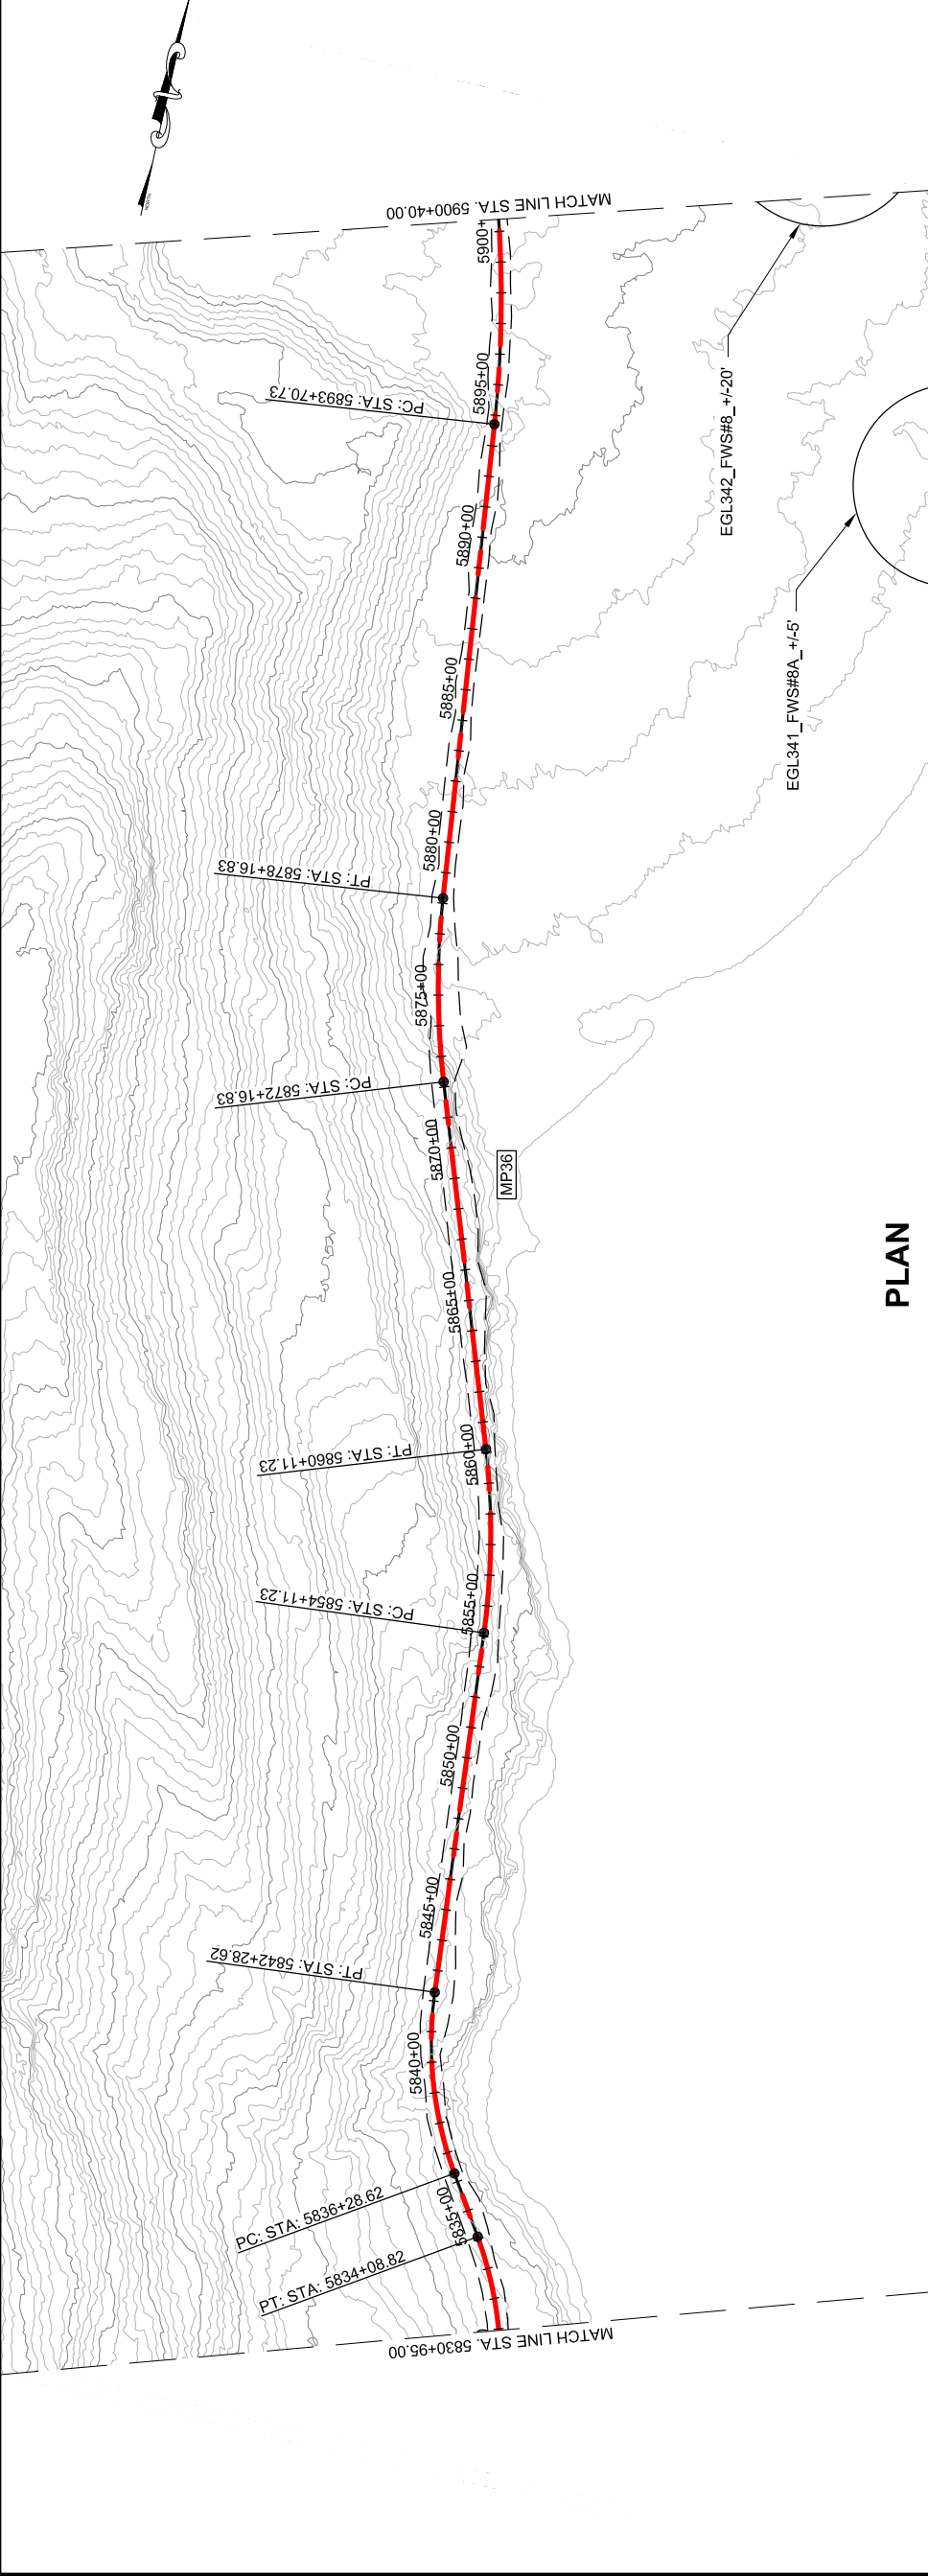 MATCH LINE STA. 5830+95.00
PT: STA: 5834+08.82
5835+00
PC: STA: 5836+28.62
5840+00
PT: STA: 5842+28.62
5845+00
5850+00
PC: STA: 5854+11.23
5855+00
5860+00
PT: STA: 5860+11.23
5865+00
5870+00
MP36
PC: STA: 5872+16.83
5875+00
PT: STA: 5878+16.83
5880+00
5885+00
5890+00
PC: STA: 5893+70.73
5895+00
5900+
MATCH LINE STA. 5900+40.00
EGL341_FWS#8A_+/-5'
EGL342_FWS#8_+/-20'
NORTH
PLAN